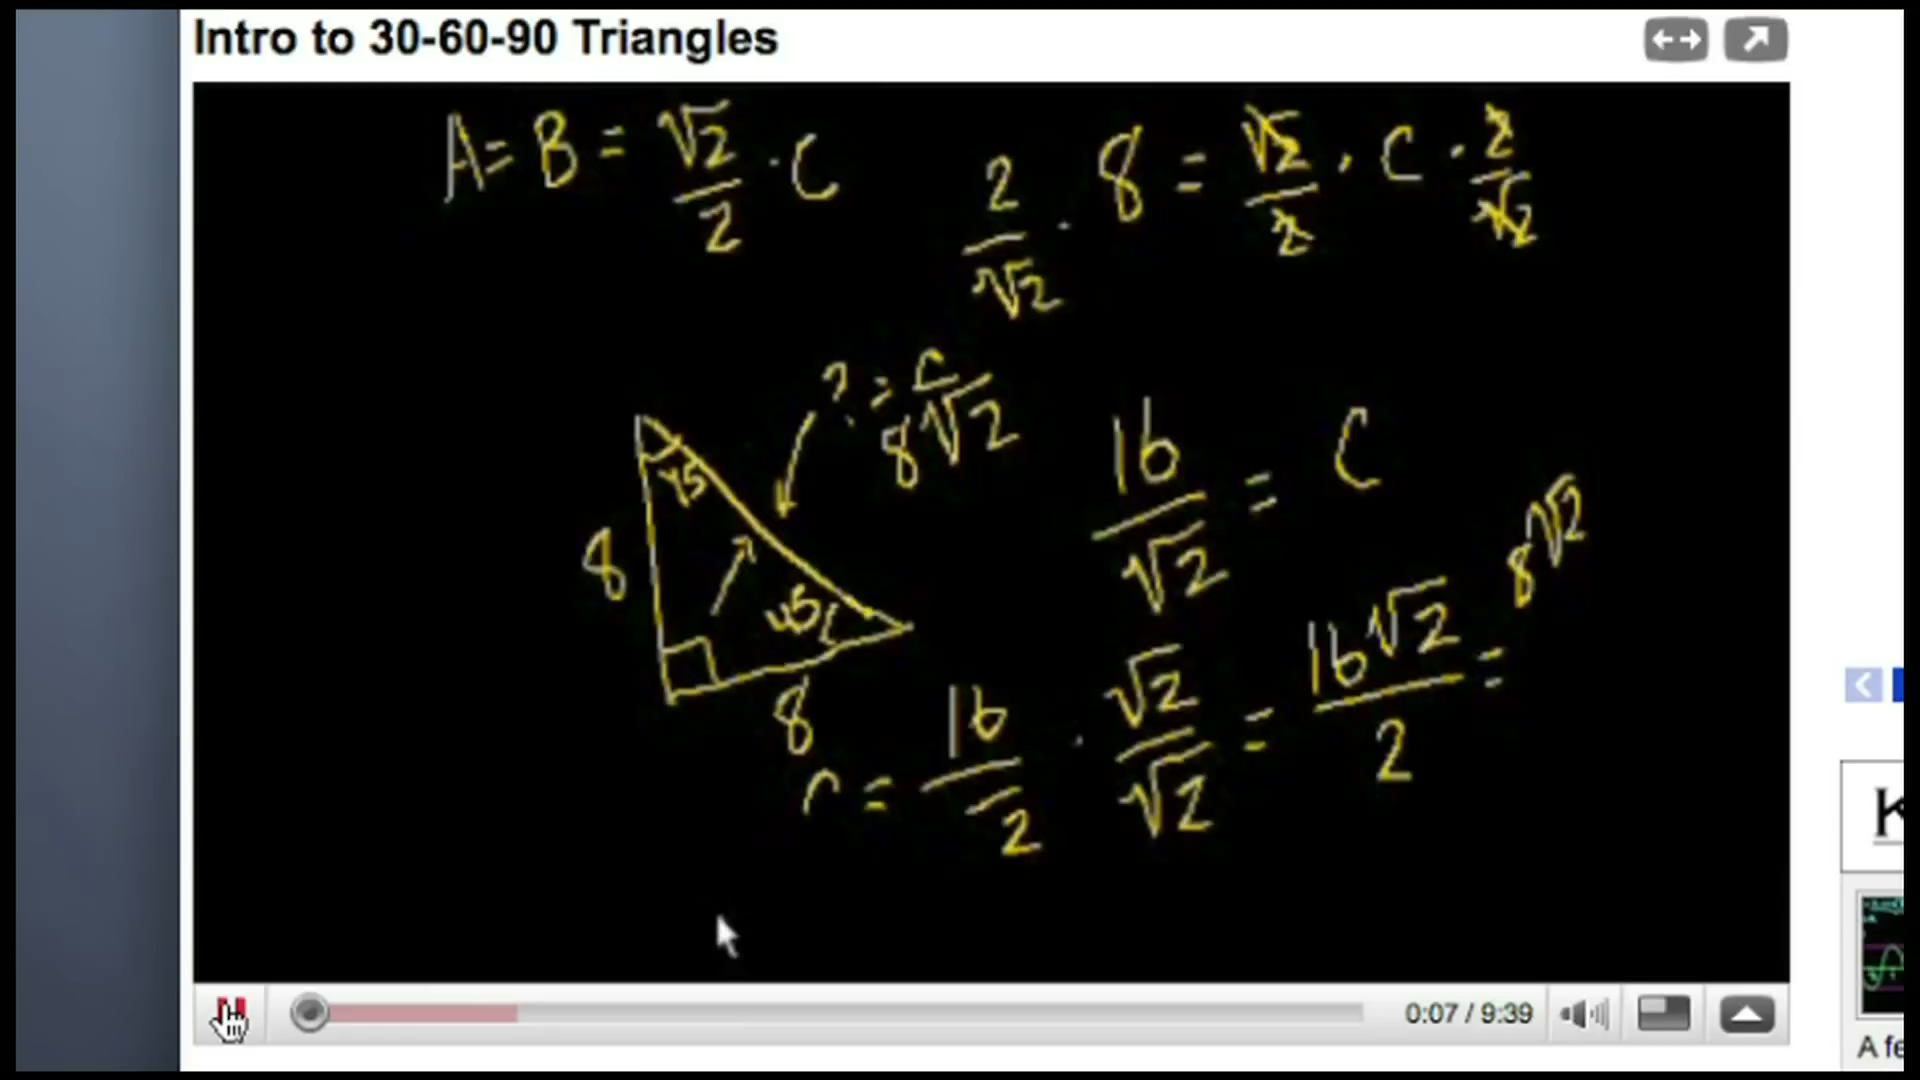 Intro to 30-60-90 Triangles
A = B = √2/2 · C
2/√2 · 8 = √2/2 · C · 2/√2
? = C
8√2
45
8
45
8
16/√2 = C
C = 16/√2 · √2/√2 = 16√2/2 = 8√2
0:07 / 9:39
A fe